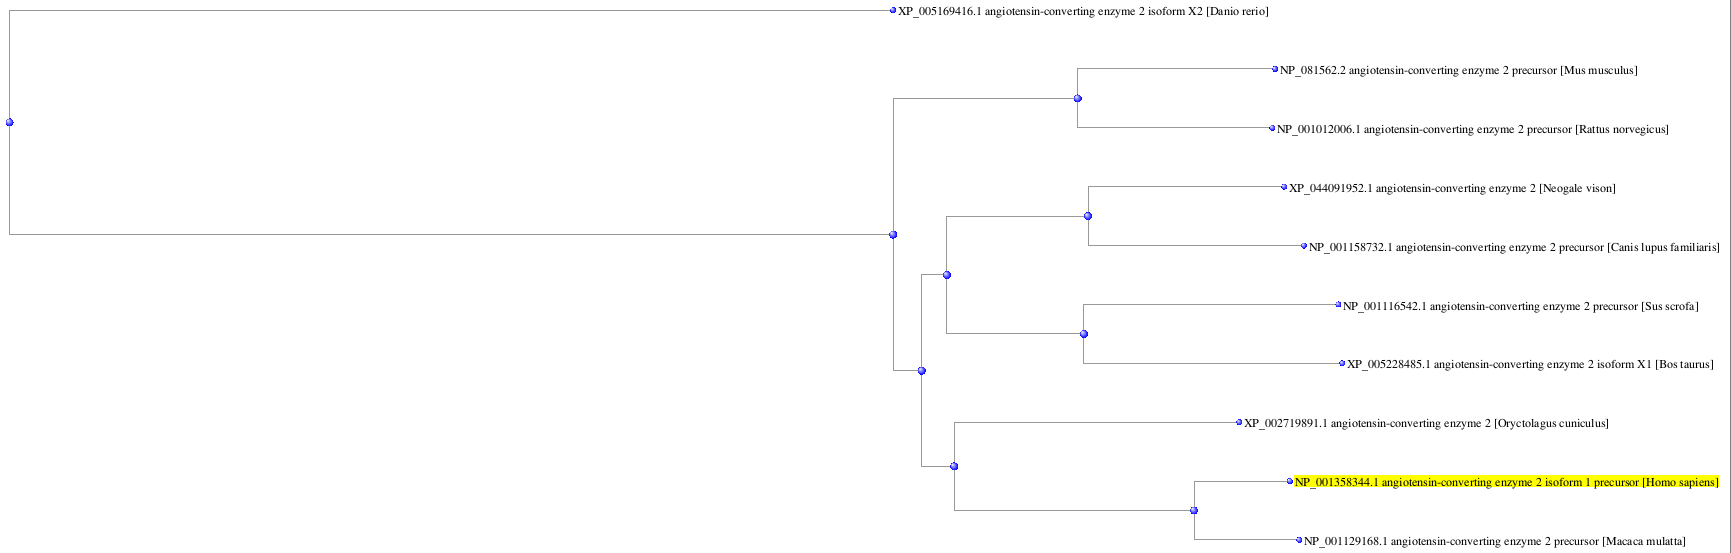 XP_005169416.1 angiotensin-converting enzyme 2 isoform X2 [Danio rerio]
NP_081562.2 angiotensin-converting enzyme 2 precursor [Mus musculus]
NP_001012006.1 angiotensin-converting enzyme 2 precursor [Rattus norvegicus]
XP_044091952.1 angiotensin-converting enzyme 2 [Neogale vison]
NP_001158732.1 angiotensin-converting enzyme 2 precursor [Canis lupus familiaris]
NP_001116542.1 angiotensin-converting enzyme 2 precursor [Sus scrofa]
XP_005228485.1 angiotensin-converting enzyme 2 isoform X1 [Bos taurus]
XP_002719891.1 angiotensin-converting enzyme 2 [Oryctolagus cuniculus]
NP_001358344.1 angiotensin-converting enzyme 2 isoform 1 precursor [Homo sapiens]
NP_001129168.1 angiotensin-converting enzyme 2 precursor [Macaca mulatta]